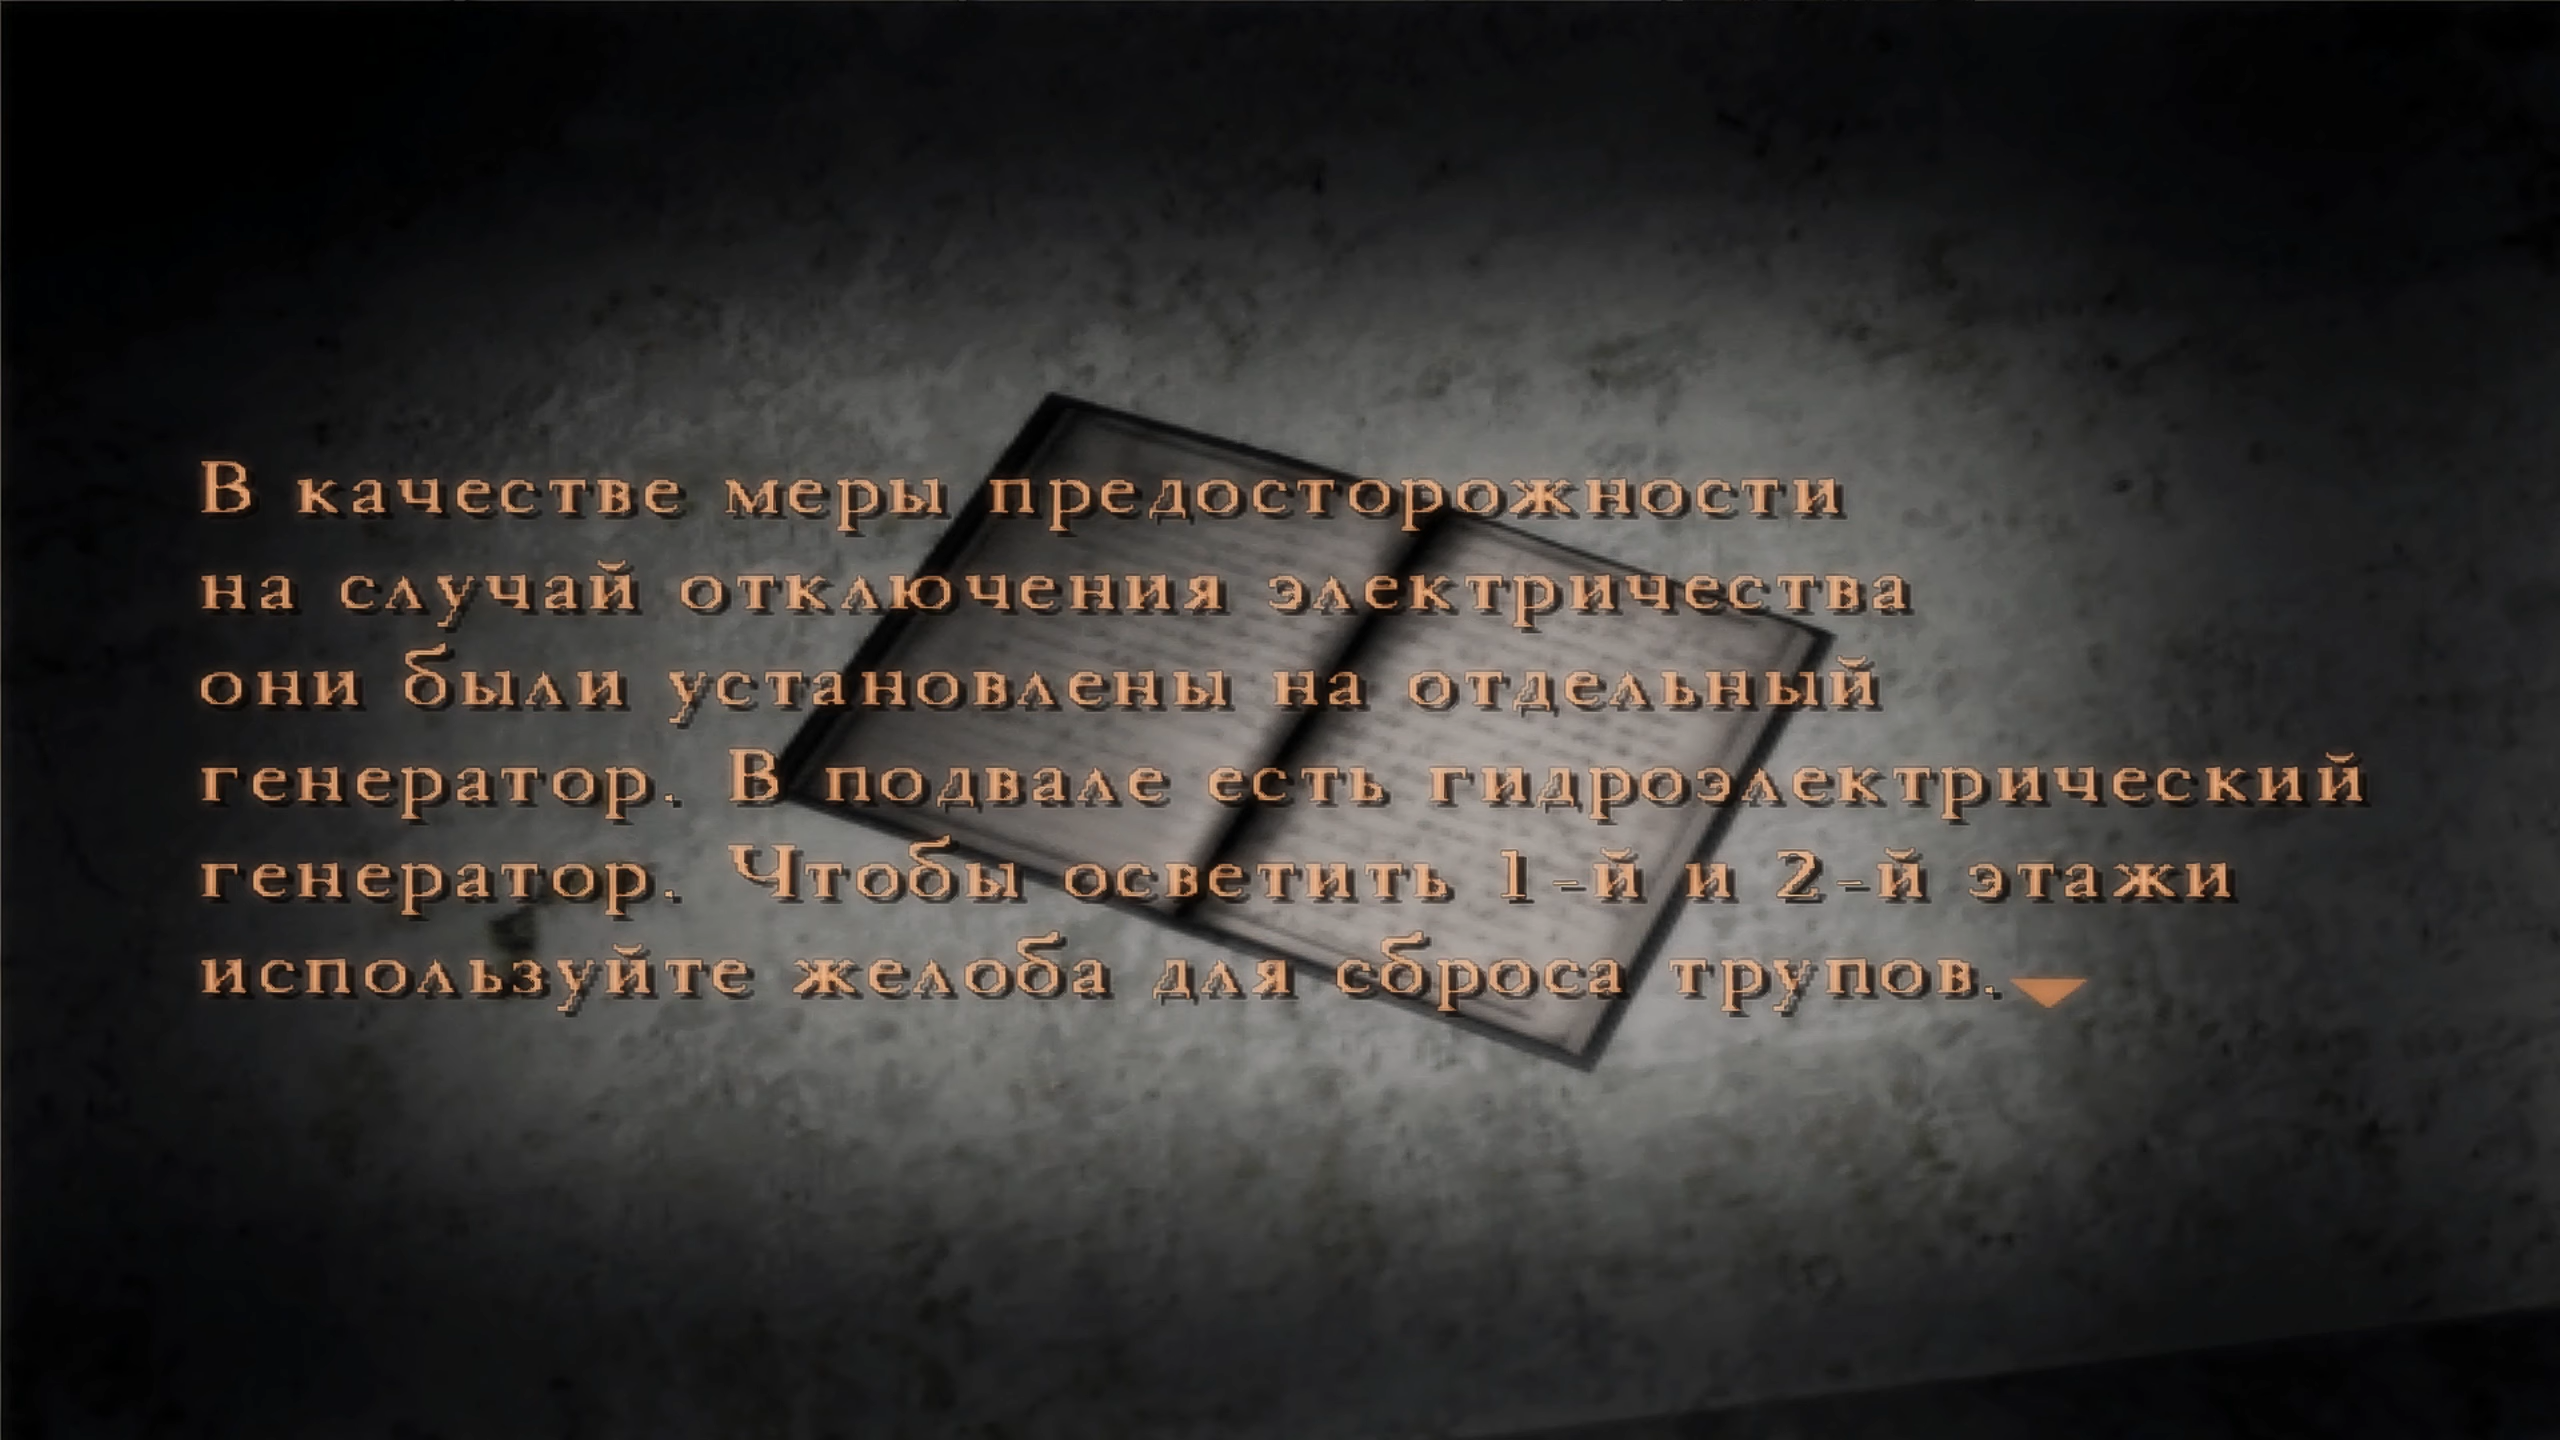 В качестве меры предосторожности
на случай отключения электричества
они были установлены на отдельный
генератор. В подвале есть гидроэлектрический
генератор. Чтобы осветить 1-й и 2-й этажи
используйте желоба для сброса трупов.